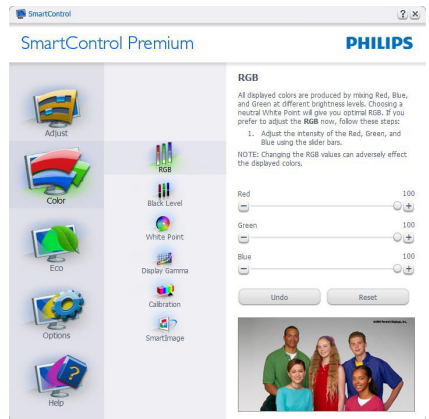 SmartControl
SmartControl Premium
PHILIPS
Adjust
Color
Eco
Options
Help
RGB
Black Level
White Point
Display Gamma
Calibration
SmartImage
RGB
All displayed colors are produced by mixing Red, Blue,
and Green at different brightness levels. Choosing a
neutral White Point will give you optimal RGB. If you
prefer to adjust the RGB now, follow these steps:
1. Adjust the intensity of the Red, Green, and
Blue using the slider bars.
NOTE: Changing the RGB values can adversely effect
the displayed colors.
Red 100
Green 100
Blue 100
Undo Reset